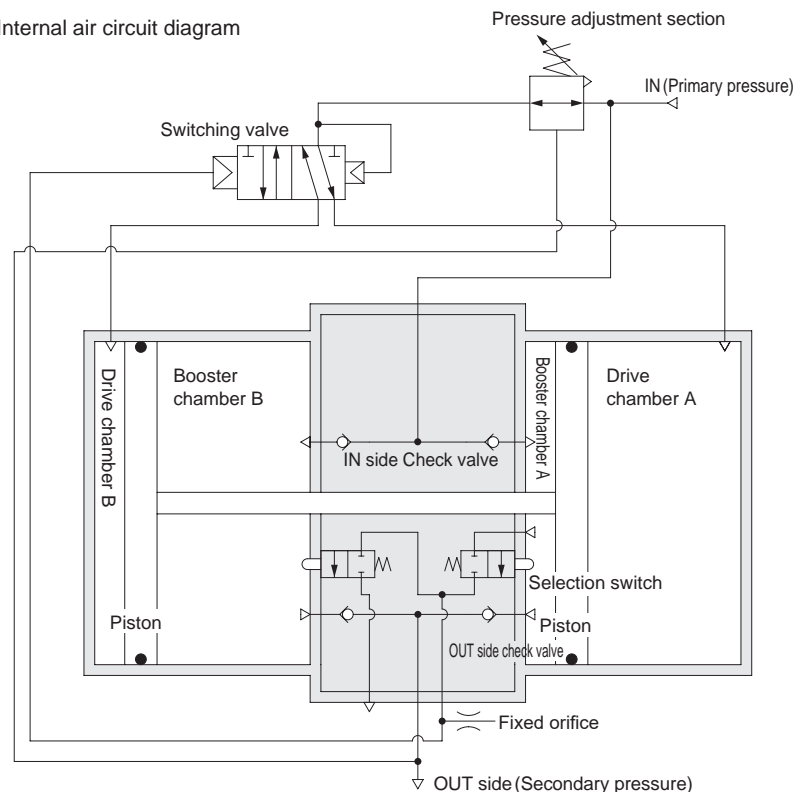 Internal air circuit diagram
Pressure adjustment section
IN (Primary pressure)
Switching valve
Drive chamber B
Booster
chamber B
Booster chamber A
Drive
chamber A
IN side Check valve
Selection switch
Piston
Piston
OUT side check valve
Fixed orifice
OUT side (Secondary pressure)